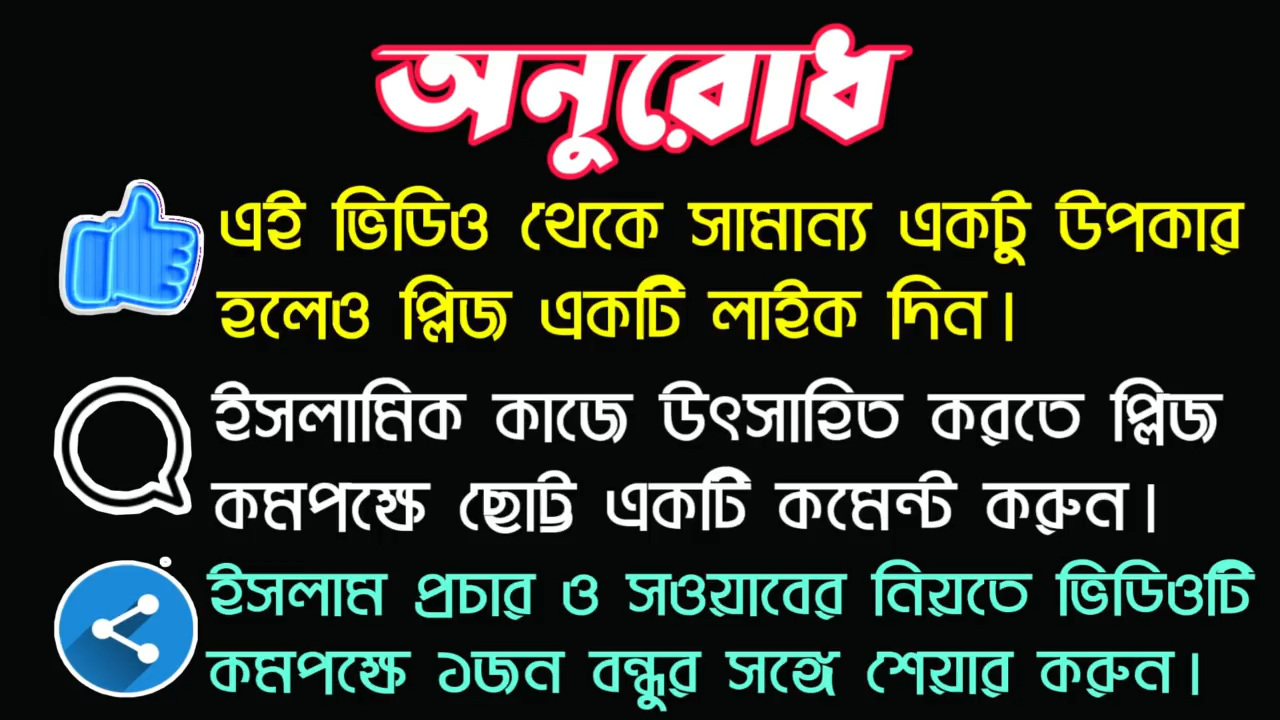 অনুরোধ
এই ভিডিও থেকে সামান্য একটু উপকার
হলেও প্লিজ একটি লাইক দিন।
ইসলামিক কাজে উৎসাহিত করতে প্লিজ
কমপক্ষে ছোট্ট একটি কমেন্ট করুন।
ইসলাম প্রচার ও সওয়াবের নিয়তে ভিডিওটি
কমপক্ষে ১জন বন্ধুর সঙ্গে শেয়ার করুন।